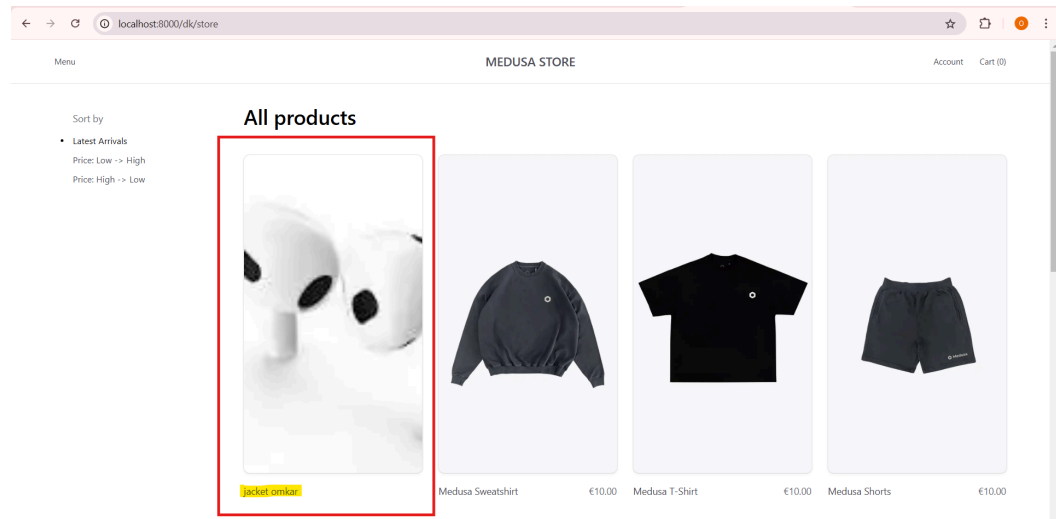 localhost:8000/dk/store
O
Menu
MEDUSA STORE
Account Cart (0)
Sort by
Latest Arrivals
Price: Low -> High
Price: High -> Low
All products
jacket omkar
Medusa Sweatshirt €10.00
Medusa T-Shirt €10.00
MEDUSA
Medusa Shorts €10.00